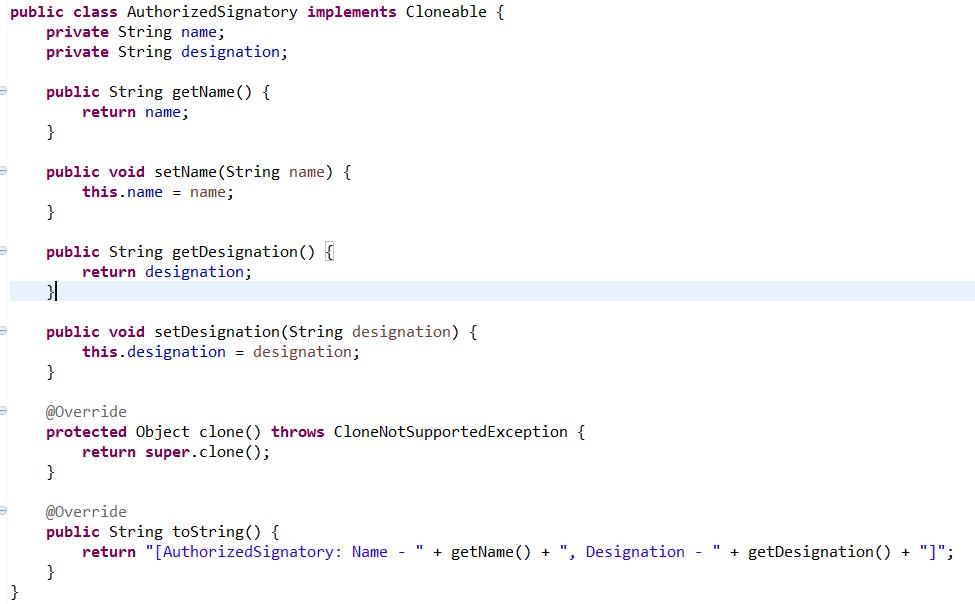 public class AuthorizedSignatory implements Cloneable {
    private String name;
    private String designation;

    public String getName() {
        return name;
    }

    public void setName(String name) {
        this.name = name;
    }

    public String getDesignation() {
        return designation;
    }

    public void setDesignation(String designation) {
        this.designation = designation;
    }

    @Override
    protected Object clone() throws CloneNotSupportedException {
        return super.clone();
    }

    @Override
    public String toString() {
        return "[AuthorizedSignatory: Name - " + getName() + ", Designation - " + getDesignation() + "]";
    }
}